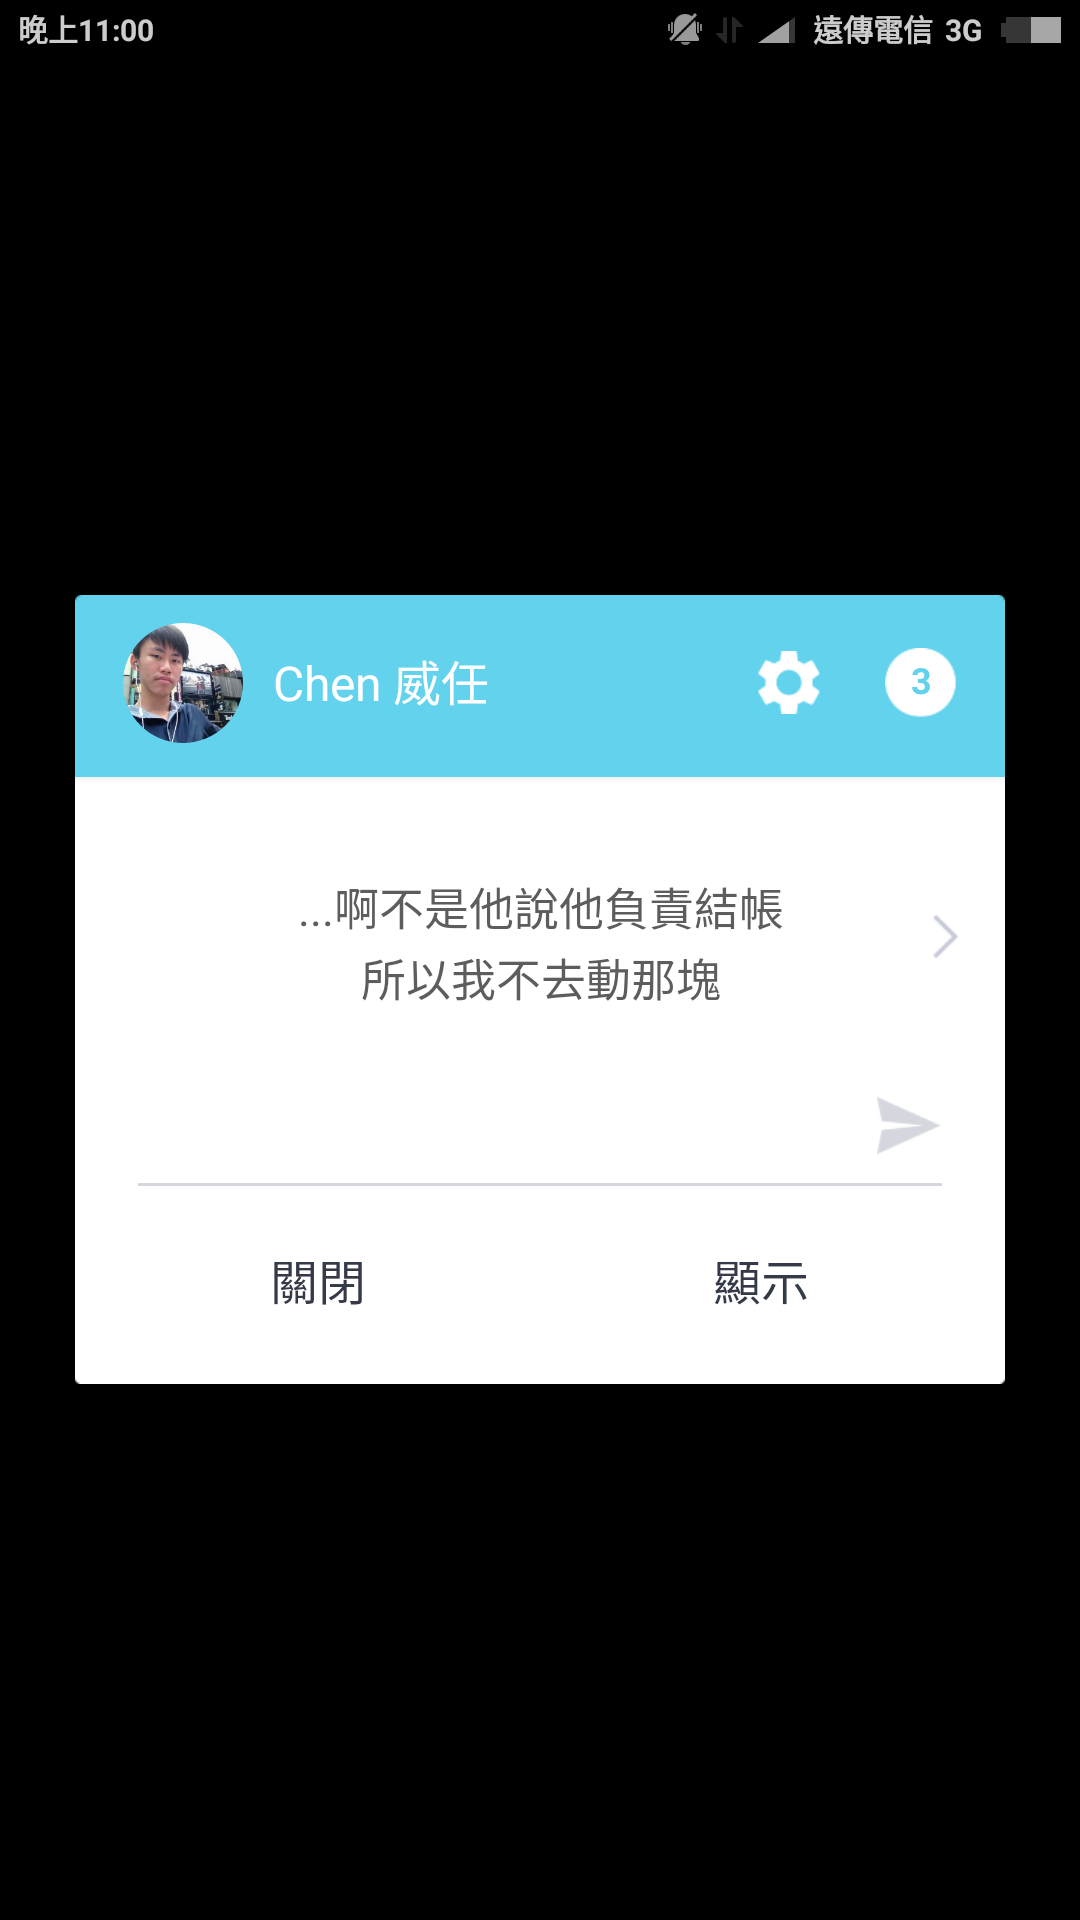 晚上11:00 遠傳電信 3G
Chen 威任 3
...啊不是他說他負責結帳
所以我不去動那塊
關閉 顯示